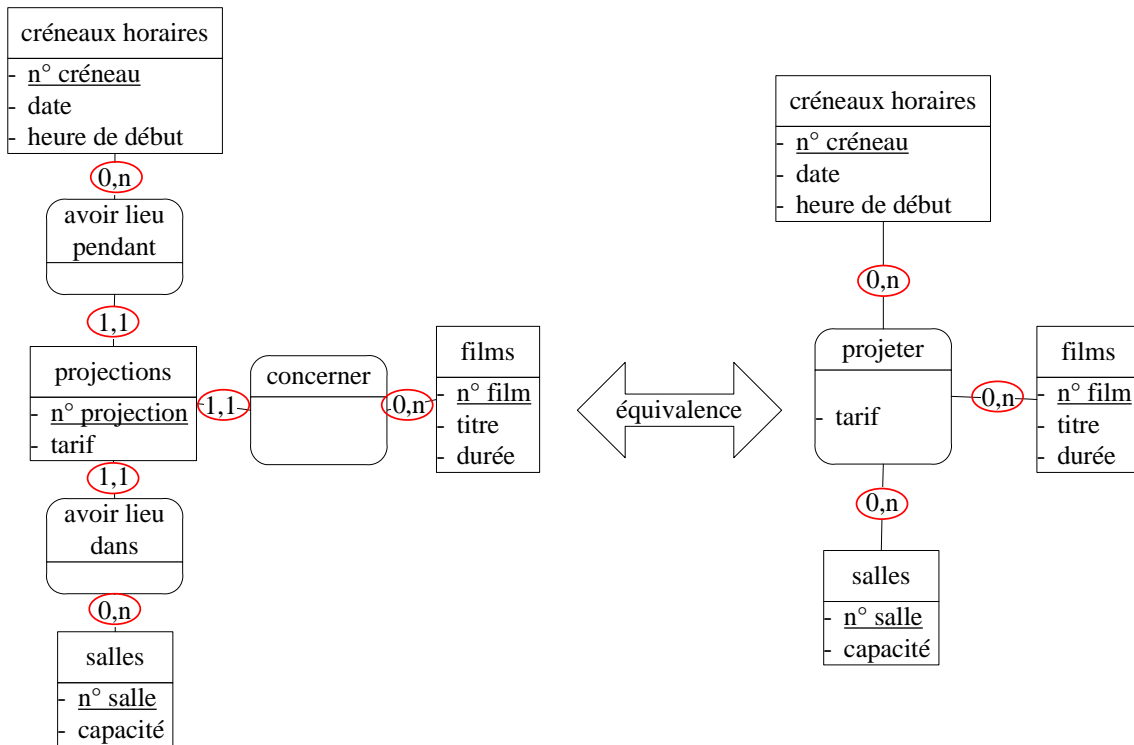 créneaux horaires
- n° créneau
- date
- heure de début
0,n
avoir lieu
pendant
1,1
projections
- n° projection
- tarif
1,1
concerner
0,n
films
- n° film
- titre
- durée
1,1
avoir lieu
dans
0,n
salles
- n° salle
- capacité
équivalence
créneaux horaires
- n° créneau
- date
- heure de début
0,n
projeter
- tarif
0,n
films
- n° film
- titre
- durée
0,n
salles
- n° salle
- capacité